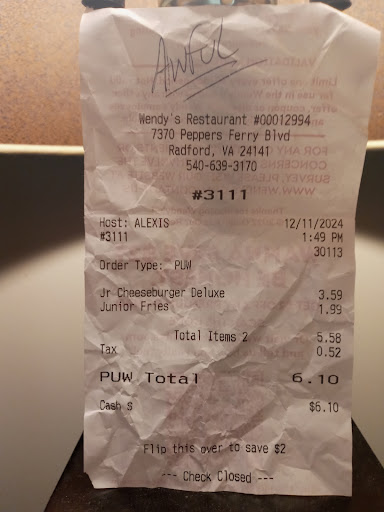 Awful
Wendy's Restaurant #00012994
7370 Peppers Ferry Blvd
Radford, VA 24141
540-639-3170
#3111
Host: ALEXIS 12/11/2024
#3111 1:49 PM
30113
Order Type: PUW
Jr Cheeseburger Deluxe 3.59
Junior Fries 1.99
Total Items 2 5.58
Tax 0.52
PUW Total 6.10
Cash $ $6.10
Flip this over to save $2
--- Check Closed ---